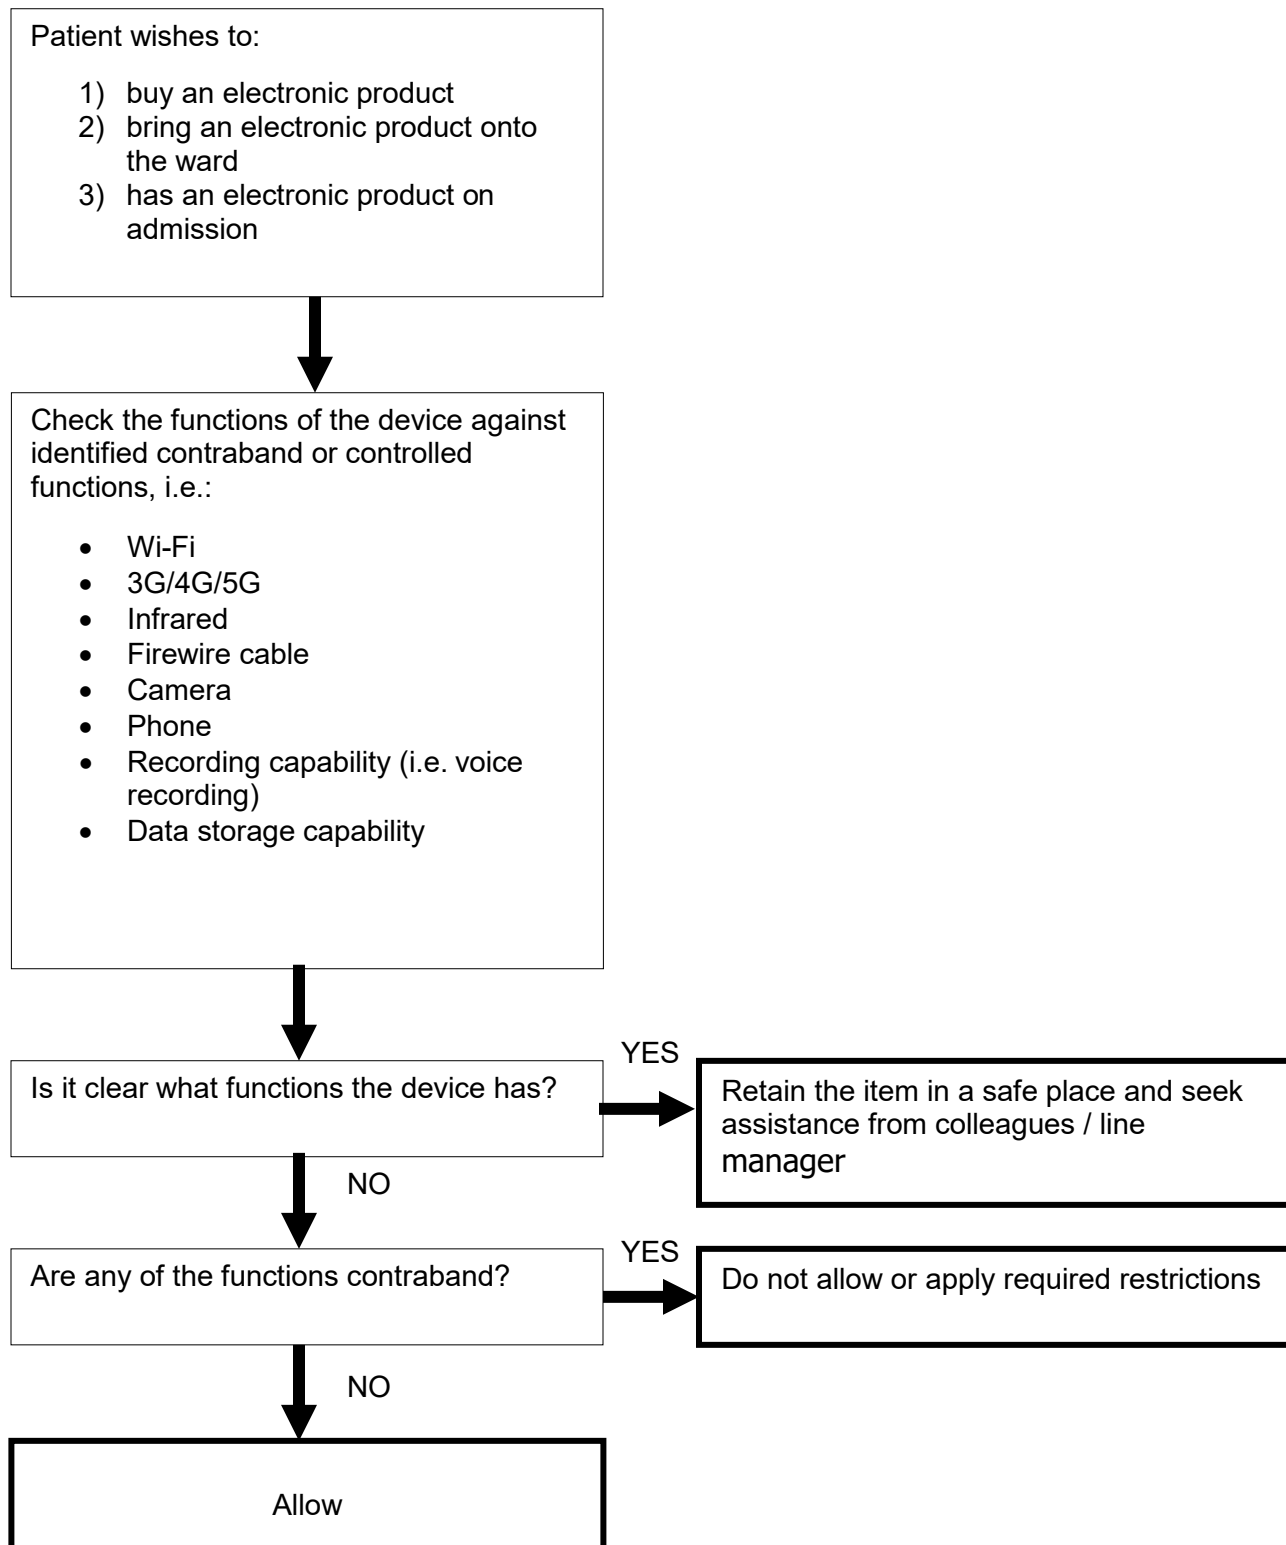 Patient wishes to:
1) buy an electronic product
2) bring an electronic product onto
the ward
3) has an electronic product on
admission
Check the functions of the device against
identified contraband or controlled
functions, i.e.:
• Wi-Fi
• 3G/4G/5G
• Infrared
• Firewire cable
• Camera
• Phone
• Recording capability (i.e. voice
recording)
• Data storage capability
Is it clear what functions the device has?
YES
Retain the item in a safe place and seek
assistance from colleagues / line
manager
NO
Are any of the functions contraband?
YES
Do not allow or apply required restrictions
NO
Allow